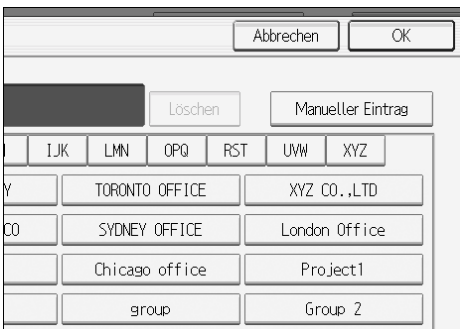 Abbrechen OK
Löschen Manueller Eintrag
IJK LMN OPQ RST UVW XYZ
Y TORONTO OFFICE XYZ CO.,LTD
CO SYDNEY OFFICE London Office
Chicago office Project1
group Group 2